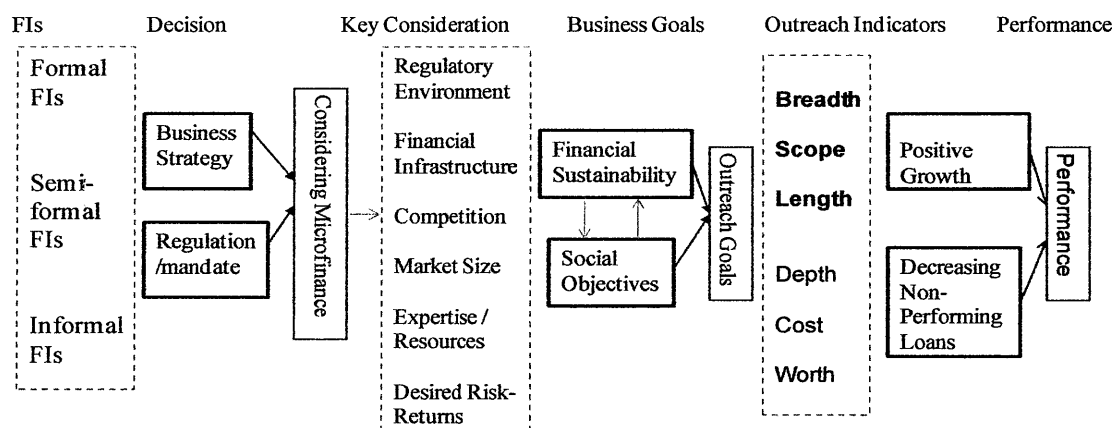 FIs
Decision
Key Consideration
Business Goals
Outreach Indicators
Performance
Formal
FIs
Semi-
formal
FIs
Informal
FIs
Business
Strategy
Regulation
/mandate
Considering Microfinance
Regulatory
Environment
Financial
Infrastructure
Competition
Market Size
Expertise /
Resources
Desired Risk-
Returns
Financial
Sustainability
Social
Objectives
Outreach Goals
Breadth
Scope
Length
Depth
Cost
Worth
Positive
Growth
Decreasing
Non-
Performing
Loans
Performance